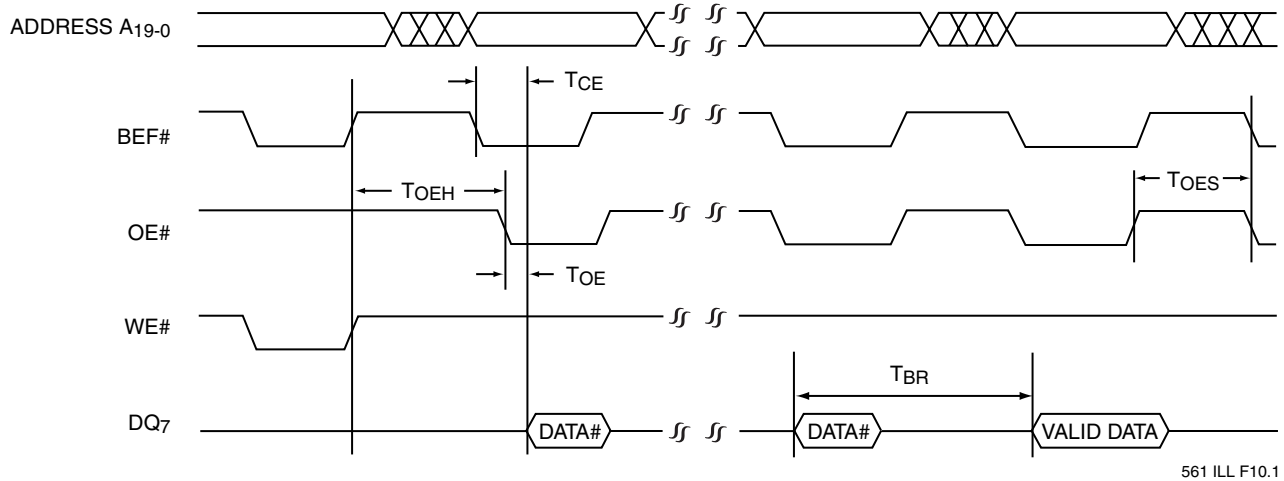 ADDRESS A19-0
TCE
BEF#
TOEH
TOES
OE#
TOE
WE#
TBR
DQ7
DATA#
DATA#
VALID DATA
561 ILL F10.1